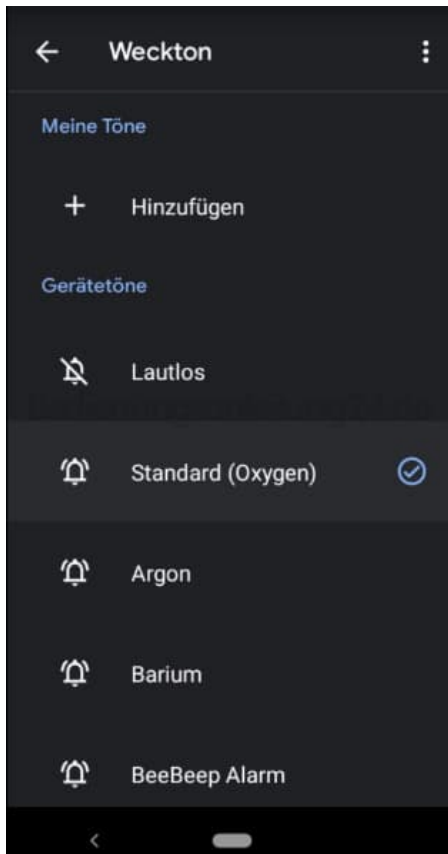 Weckton
Meine Töne
Hinzufügen
Gerätetöne
Lautlos
Standard (Oxygen)
Argon
Barium
BeeBeep Alarm